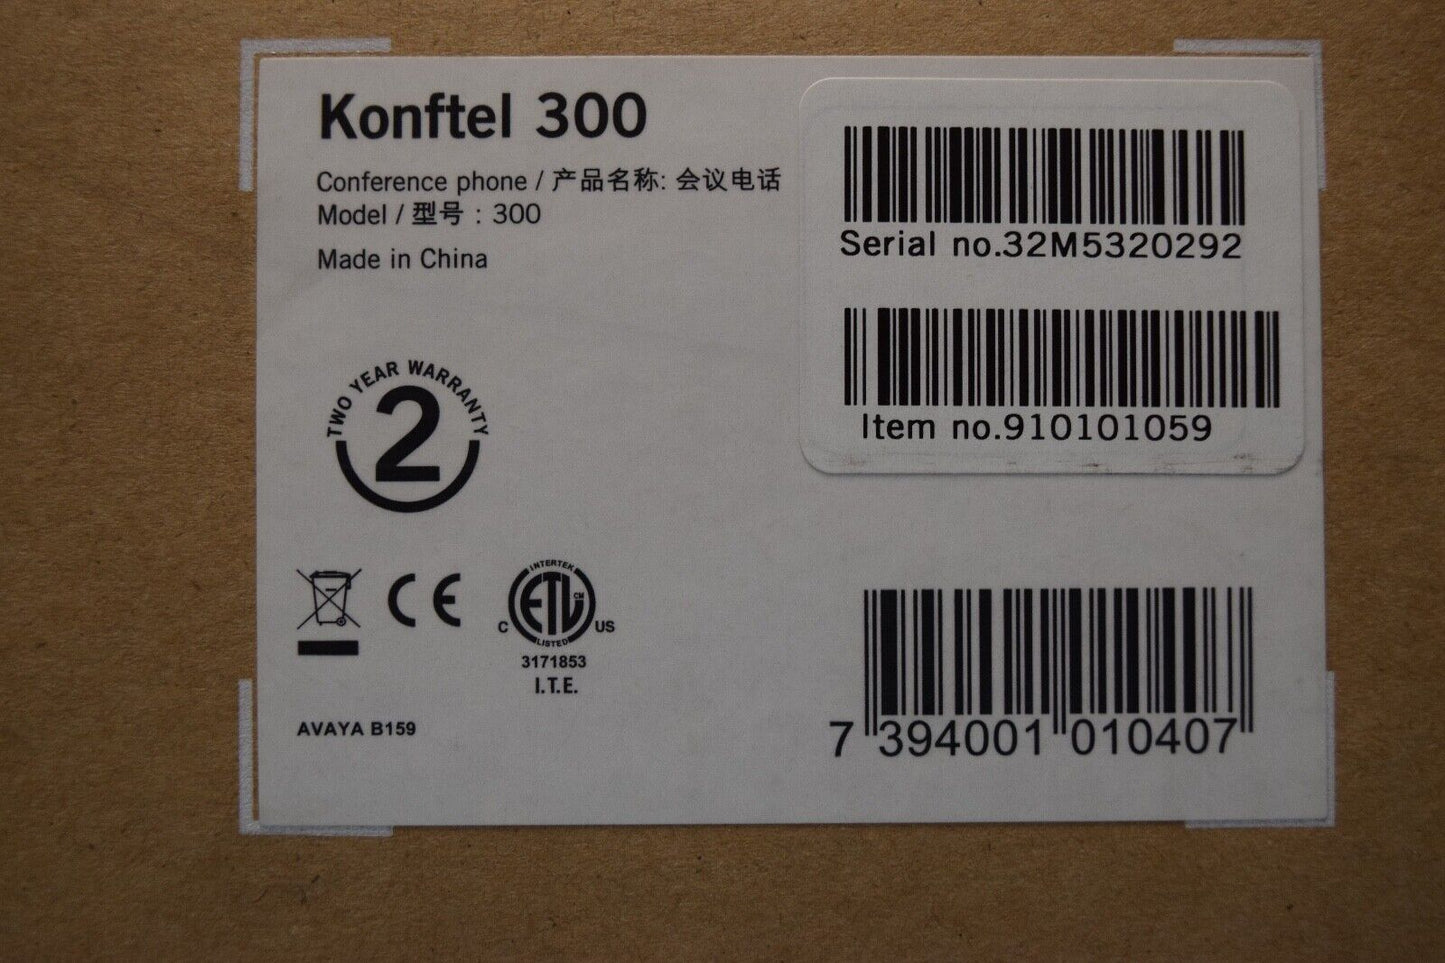 Konftel 300
Conference phone / 产品名称: 会议电话
Model / 型号 : 300
Made in China
Serial no.32M5320292
Item no.910101059
TWO YEAR WARRANTY
2
CE
INTERTEK
ETL CM
LISTED
C US
3171853
I.T.E.
AVAYA B159
7 394001 010407